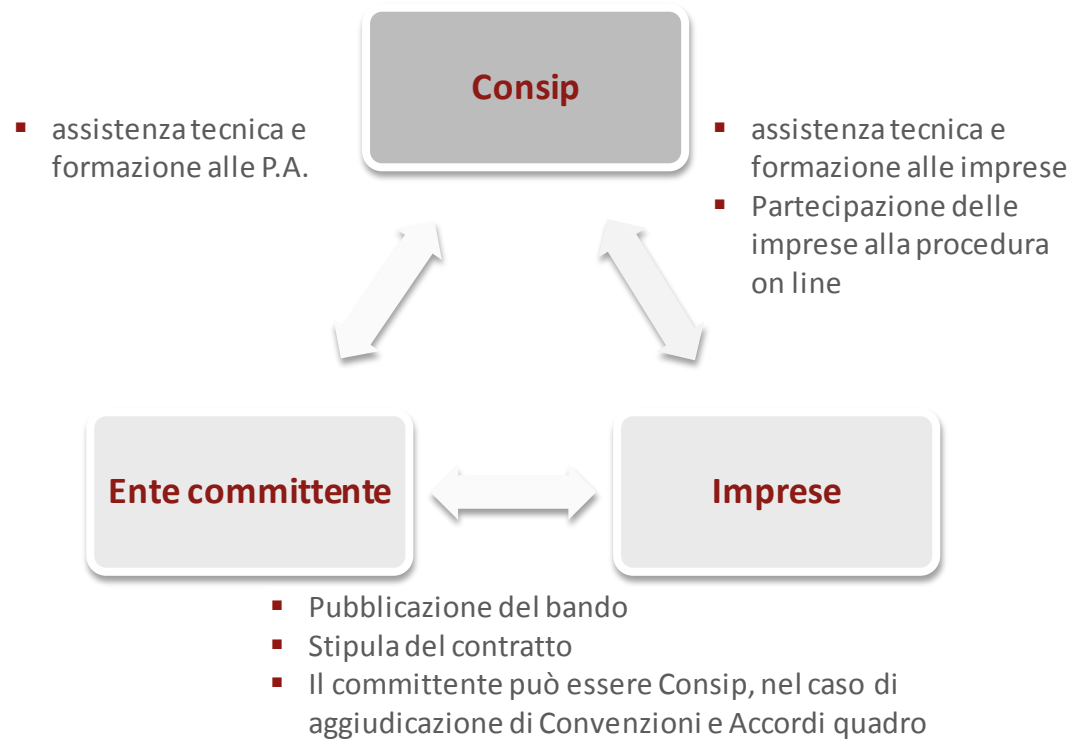 Consip
▪ assistenza tecnica e
formazione alle P.A.
▪ assistenza tecnica e
formazione alle imprese
▪ Partecipazione delle
imprese alla procedura
on line
Ente committente
Imprese
▪ Pubblicazione del bando
▪ Stipula del contratto
▪ Il committente può essere Consip, nel caso di
aggiudicazione di Convenzioni e Accordi quadro